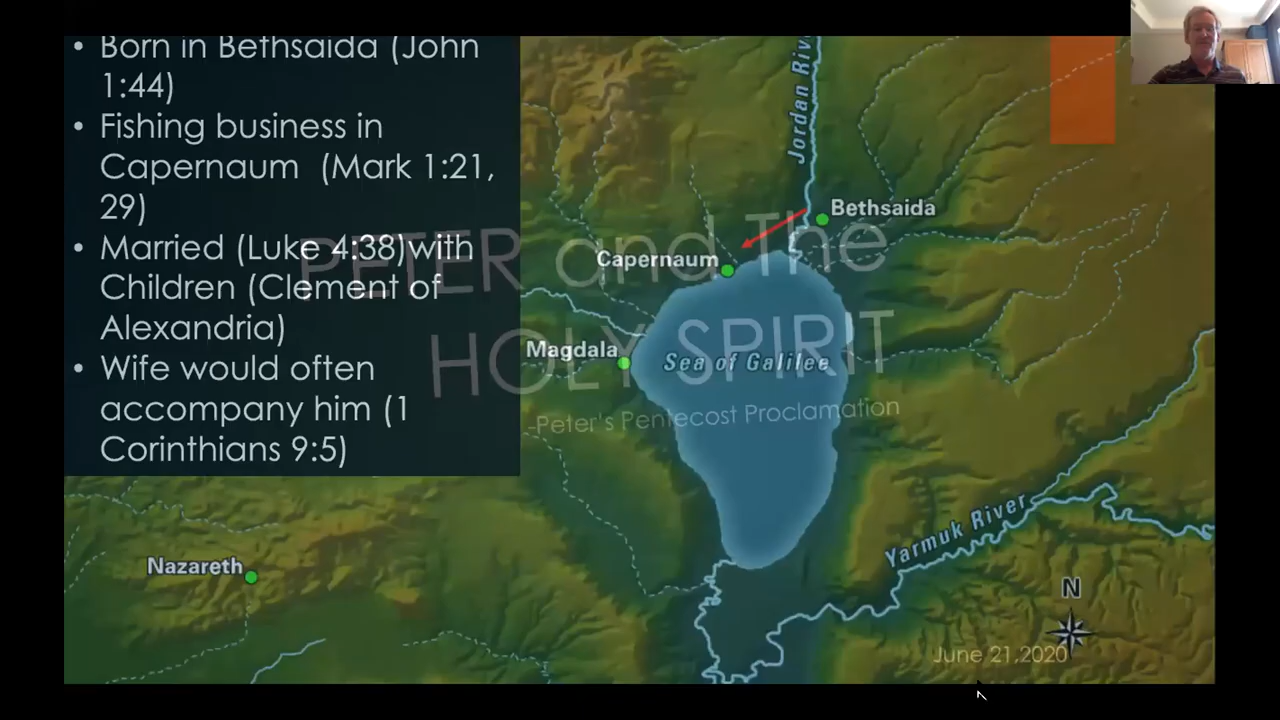 • Born in Bethsaida (John
1:44)
• Fishing business in
Capernaum (Mark 1:21,
29)
• Married (Luke 4:38)with
Children (Clement of
Alexandria)
• Wife would often
accompany him (1
Corinthians 9:5)
PETER and The
HOLY SPIRIT
-Peter's Pentecost Proclamation
June 21,2020
Jordan Riv
Bethsaida
Capernaum
Magdala
Sea of Galilee
Nazareth
Yarmuk River
N